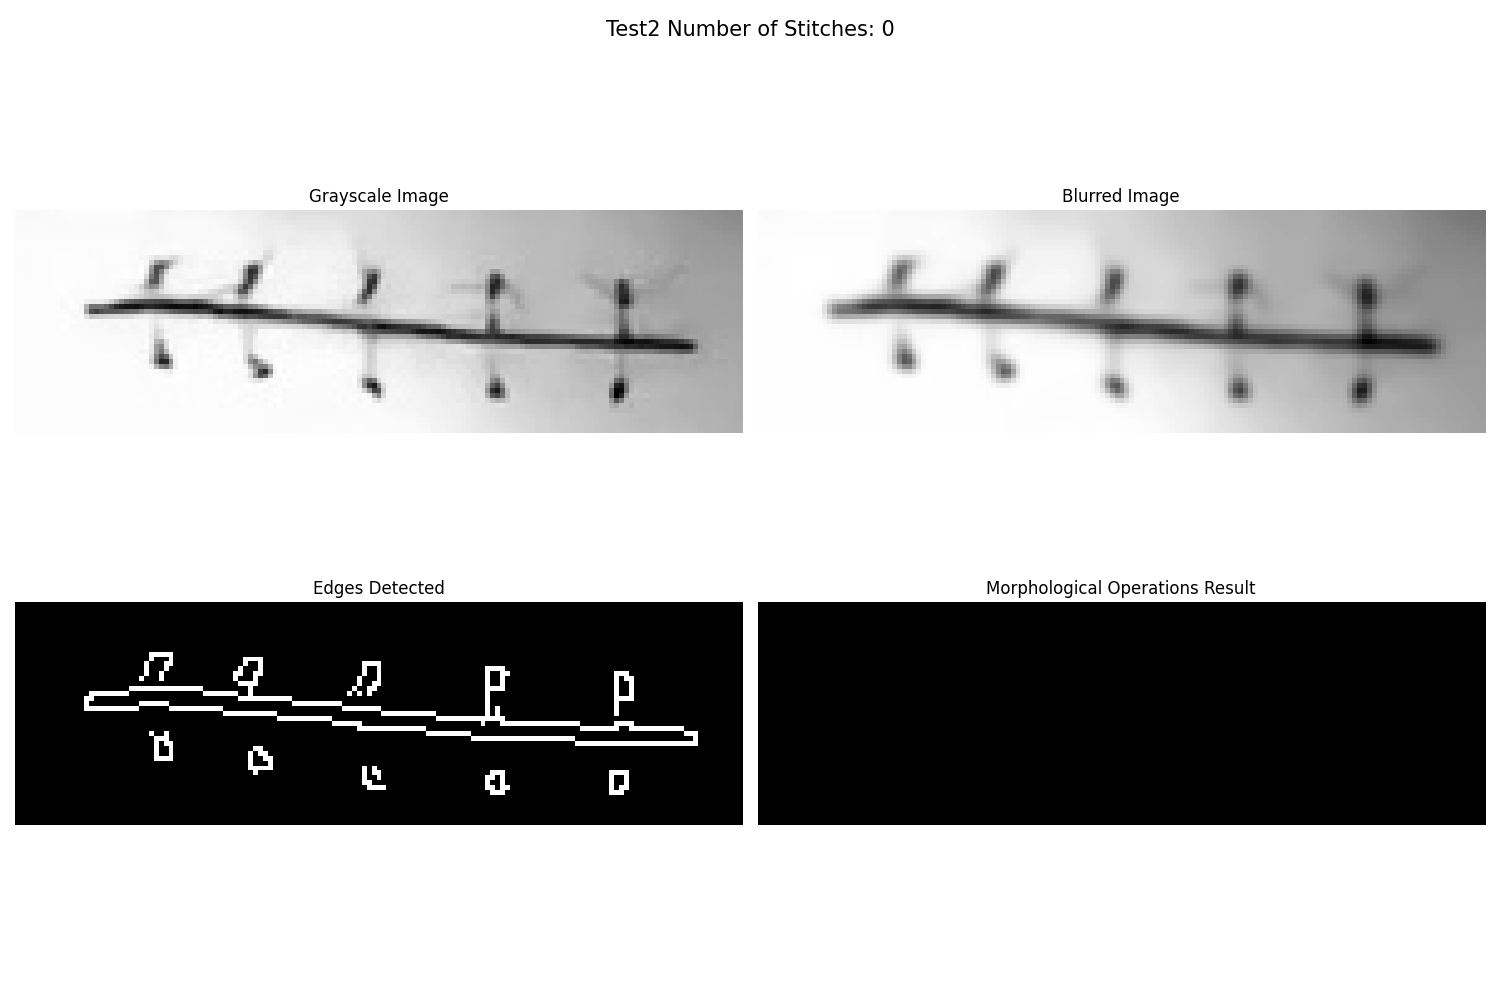 Test2 Number of Stitches: 0
Grayscale Image
Blurred Image
Edges Detected
Morphological Operations Result